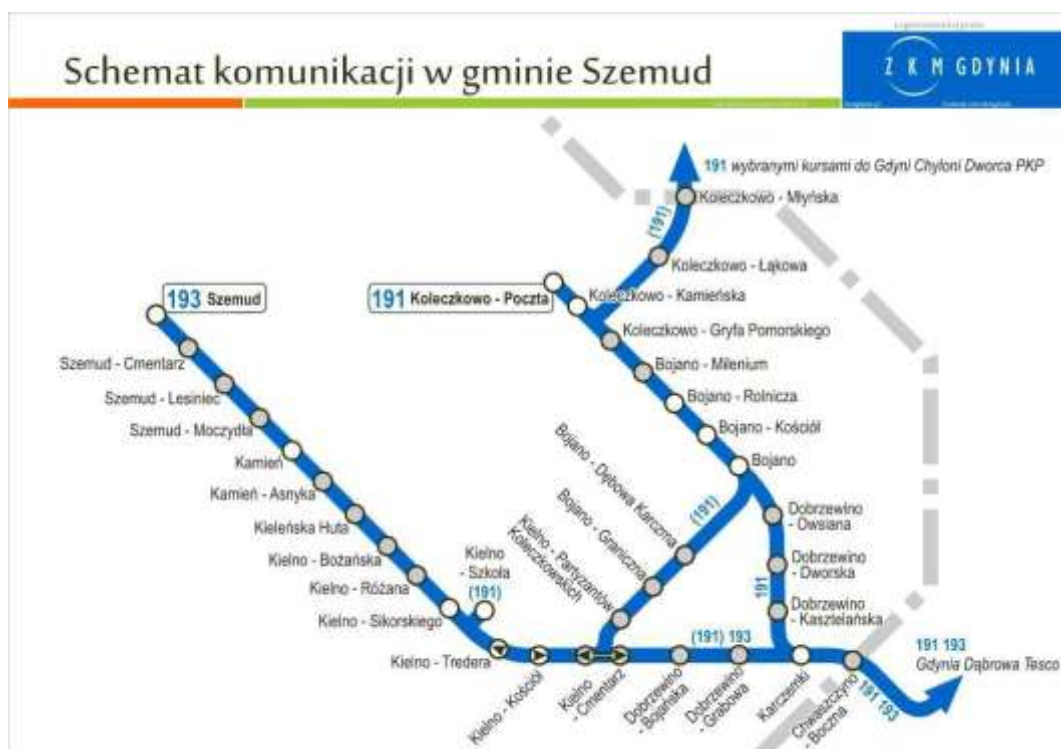 Schemat komunikacji w gminie Szemud
Z K M GDYNIA
191 wybranymi kursami do Gdyni Chyloni Dworca PKP
Koleczkowo - Młyńska
(191)
Koleczkowo - Łąkowa
193 Szemud
191 Koleczkowo - Poczta
Koleczkowo - Kamieńska
Koleczkowo - Gryfa Pomorskiego
Szemud - Cmentarz
Bojano - Milenium
Szemud - Lesiniec
Bojano - Rolnicza
Szemud - Moczydła
Bojano - Kościół
Kamień
Bojano
Kamień - Asnyka
Bojano - Dębowa Karczma
(191)
Kieleńska Huta
Bojano - Graniczna
Dobrzewino
- Owsiana
Kielno - Bożańska
Kielno - Partyzantów
Koleczkowskich
Dobrzewino
- Dworska
Kielno - Różana
Kielno
- Szkoła
(191)
191
Dobrzewino
- Kasztelańska
Kielno - Sikorskiego
(191) 193
191 193
Gdynia Dąbrowa Tesco
Kielno - Tredera
Kielno - Kościół
Kielno
- Cmentarz
Dobrzewino
- Bojańska
Dobrzewino
- Grabowa
Karczemki
Chwaszczyno
- Boczna
191 193